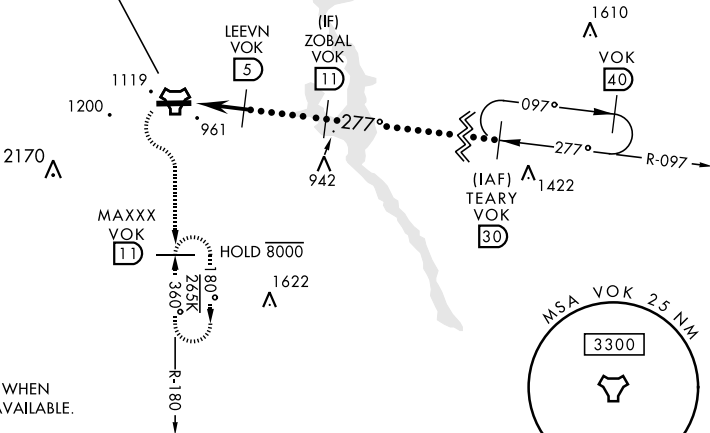 1610
(IF)
LEEVN
VOK
5
ZOBAL
VOK
11
VOK
40
1119
1200
961
097°
277°
277°
R-097
2170
942
(IAF)
TEARY
VOK
30
1422
MAXXX
VOK
11
HOLD 8000
180°
265K
360°
1622
R-180
MSA VOK 25 NM
3300
WHEN
AVAILABLE.